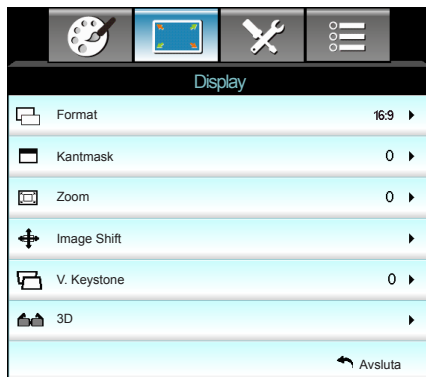 Display
Format 16:9
Kantmask 0
Zoom 0
Image Shift
V. Keystone 0
3D
Avsluta